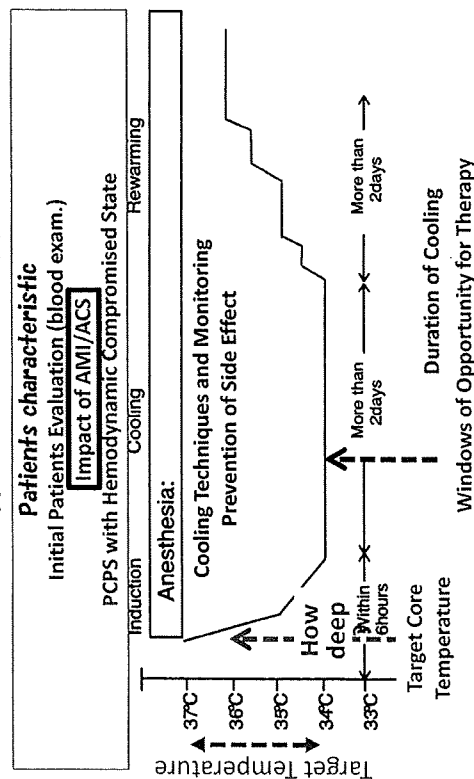 Patients characteristic
Initial Patients Evaluation (blood exam.)
Impact of AMI/ACS
PCPS with Hemodynamic Compromised State
Induction Cooling Rewarming
Anesthesia:
Cooling Techniques and Monitoring
Prevention of Side Effect
Target Temperature
37°C
36°C
35°C
34°C
33°C
How
deep
Within
6hours
More than
2days
More than
2days
Target Core
Temperature
Duration of Cooling
Windows of Opportunity for Therapy